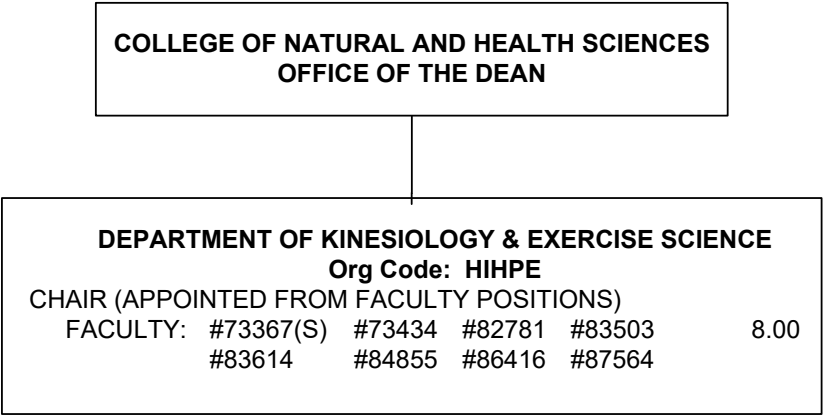 COLLEGE OF NATURAL AND HEALTH SCIENCES
OFFICE OF THE DEAN
DEPARTMENT OF KINESIOLOGY & EXERCISE SCIENCE
Org Code: HIHPE
CHAIR (APPOINTED FROM FACULTY POSITIONS)
FACULTY: #73367(S) #73434 #82781 #83503 8.00
#83614 #84855 #86416 #87564